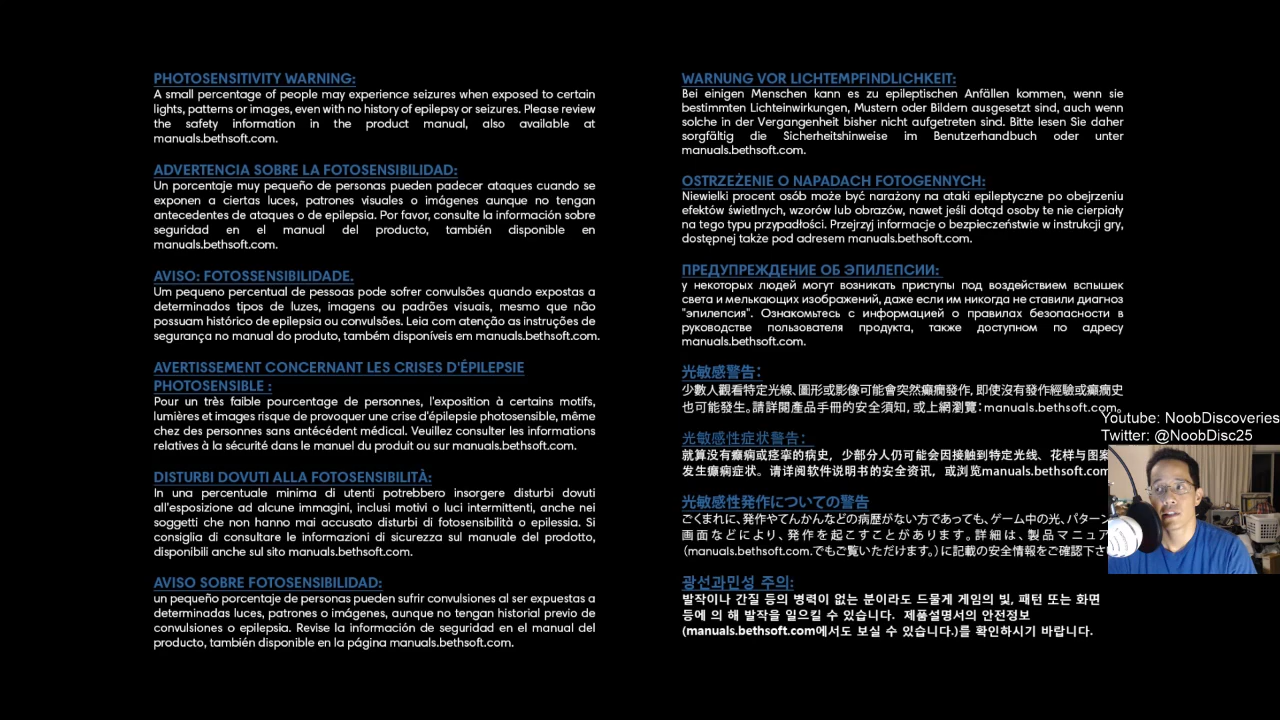 PHOTOSENSITIVITY WARNING:
A small percentage of people may experience seizures when exposed to certain
lights, patterns or images, even with no history of epilepsy or seizures. Please review
the safety information in the product manual, also available at
manuals.bethsoft.com.
ADVERTENCIA SOBRE LA FOTOSENSIBILIDAD:
Un porcentaje muy pequeño de personas pueden padecer ataques cuando se
exponen a ciertas luces, patrones visuales o imágenes aunque no tengan
antecedentes de ataques o de epilepsia. Por favor, consulte la información sobre
seguridad en el manual del producto, también disponible en
manuals.bethsoft.com.
AVISO: FOTOSSENSIBILIDADE.
Um pequeno percentual de pessoas pode sofrer convulsões quando expostas a
determinados tipos de luzes, imagens ou padrões visuais, mesmo que não
possuam histórico de epilepsia ou convulsões. Leia com atenção as instruções de
segurança no manual do produto, também disponíveis em manuals.bethsoft.com.
AVERTISSEMENT CONCERNANT LES CRISES D'ÉPILEPSIE
PHOTOSENSIBLE :
Pour un très faible pourcentage de personnes, l'exposition à certains motifs,
lumières et images risque de provoquer une crise d'épilepsie photosensible, même
chez des personnes sans antécédent médical. Veuillez consulter les informations
relatives à la sécurité dans le manuel du produit ou sur manuals.bethsoft.com.
DISTURBI DOVUTI ALLA FOTOSENSIBILITÀ:
In una percentuale minima di utenti potrebbero insorgere disturbi dovuti
all'esposizione ad alcune immagini, inclusi motivi o luci intermittenti, anche nei
soggetti che non hanno mai accusato disturbi di fotosensibilità o epilessia. Si
consiglia di consultare le informazioni di sicurezza sul manuale del prodotto,
disponibili anche sul sito manuals.bethsoft.com.
AVISO SOBRE FOTOSENSIBILIDAD:
un pequeño porcentaje de personas pueden sufrir convulsiones al ser expuestas a
determinadas luces, patrones o imágenes, aunque no tengan historial previo de
convulsiones o epilepsia. Revise la información de seguridad en el manual del
producto, también disponible en la página manuals.bethsoft.com.
WARNUNG VOR LICHTEMPFINDLICHKEIT:
Bei einigen Menschen kann es zu epileptischen Anfällen kommen, wenn sie
bestimmten Lichteinwirkungen, Mustern oder Bildern ausgesetzt sind, auch wenn
solche in der Vergangenheit bisher nicht aufgetreten sind. Bitte lesen Sie daher
sorgfältig die Sicherheitshinweise im Benutzerhandbuch oder unter
manuals.bethsoft.com.
OSTRZEŻENIE O NAPADACH FOTOGENNYCH:
Niewielki procent osób może być narażony na ataki epileptyczne po obejrzeniu
efektów świetlnych, wzorów lub obrazów, nawet jeśli dotąd osoby te nie cierpiały
na tego typu przypadłości. Przejrzyj informacje o bezpieczeństwie w instrukcji gry,
dostępnej także pod adresem manuals.bethsoft.com.
ПРЕДУПРЕЖДЕНИЕ ОБ ЭПИЛЕПСИИ:
у некоторых людей могут возникать приступы под воздействием вспышек
света и мелькающих изображений, даже если им никогда не ставили диагноз
"эпилепсия". Ознакомьтесь с информацией о правилах безопасности в
руководстве пользователя продукта, также доступном по адресу
manuals.bethsoft.com.
光敏感警告:
少數人觀看特定光線、圖形或影像可能會突然癲癇發作, 即使沒有發作經驗或癲癇史
也可能發生。請詳閱產品手冊的安全須知, 或上網瀏覽：manuals.bethsoft.com。
光敏感性症状警告：
就算没有癫痫或痉挛的病史，少部分人仍可能会因接触到特定光线、花样与图案
发生癫痫症状。请详阅软件说明书的安全资讯，或浏览manuals.bethsoft.com
光敏感性発作についての警告
ごくまれに、発作やてんかんなどの病歴がない方であっても、ゲーム中の光、パターン
画面などにより、発作を起こすことがあります。詳細は、製品マニュア
（manuals.bethsoft.com.でもご覧いただけます。）に記載の安全情報をご確認下さ
광선과민성 주의:
발작이나 간질 등의 병력이 없는 분이라도 드물게 게임의 빛, 패턴 또는 화면
등에 의 해 발작을 일으킬 수 있습니다. 제품설명서의 안전정보
(manuals.bethsoft.com에서도 보실 수 있습니다.)를 확인하시기 바랍니다.
Youtube: NoobDiscoveries
Twitter: @NoobDisc25